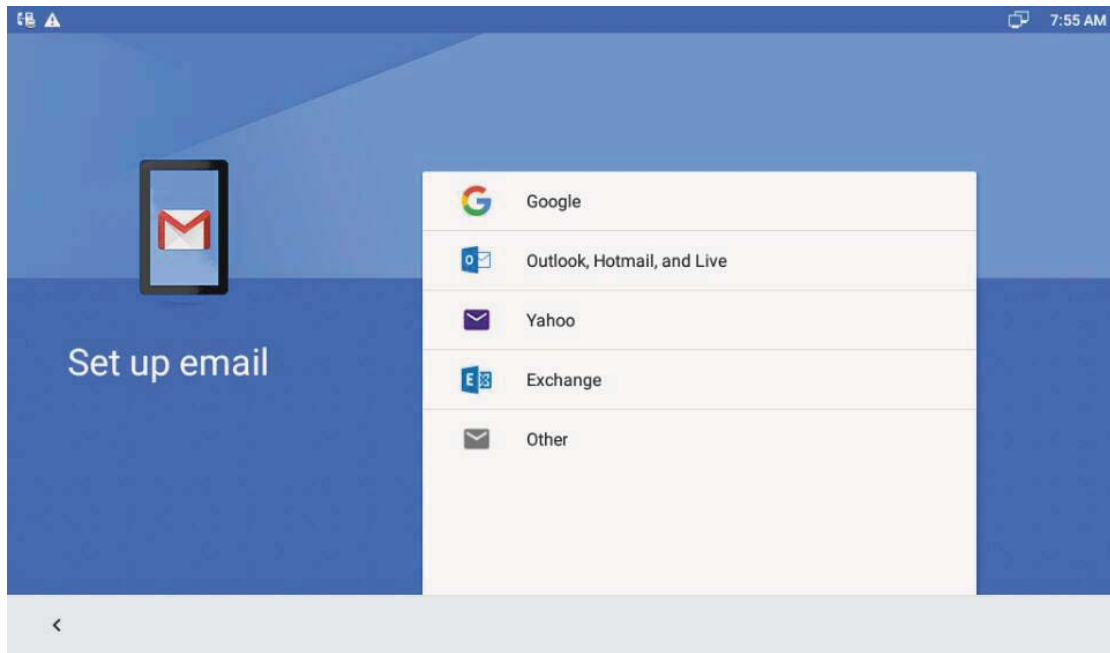 7:55 AM
Set up email
Google
Outlook, Hotmail, and Live
Yahoo
Exchange
Other